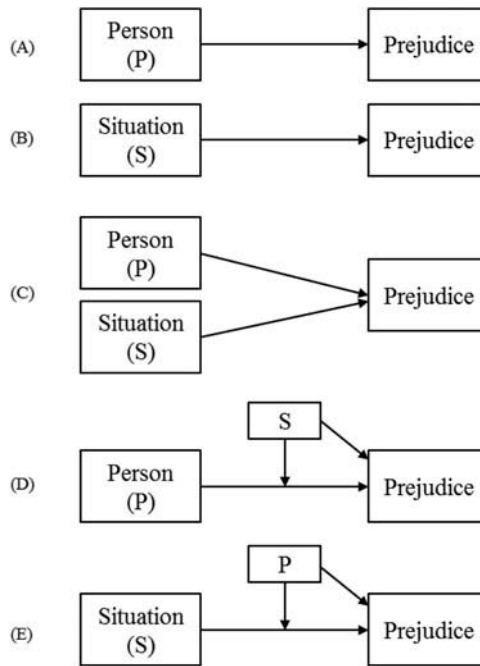 (A)
Person
(P)
Prejudice
(B)
Situation
(S)
Prejudice
(C)
Person
(P)
Situation
(S)
Prejudice
(D)
S
Person
(P)
Prejudice
(E)
P
Situation
(S)
Prejudice